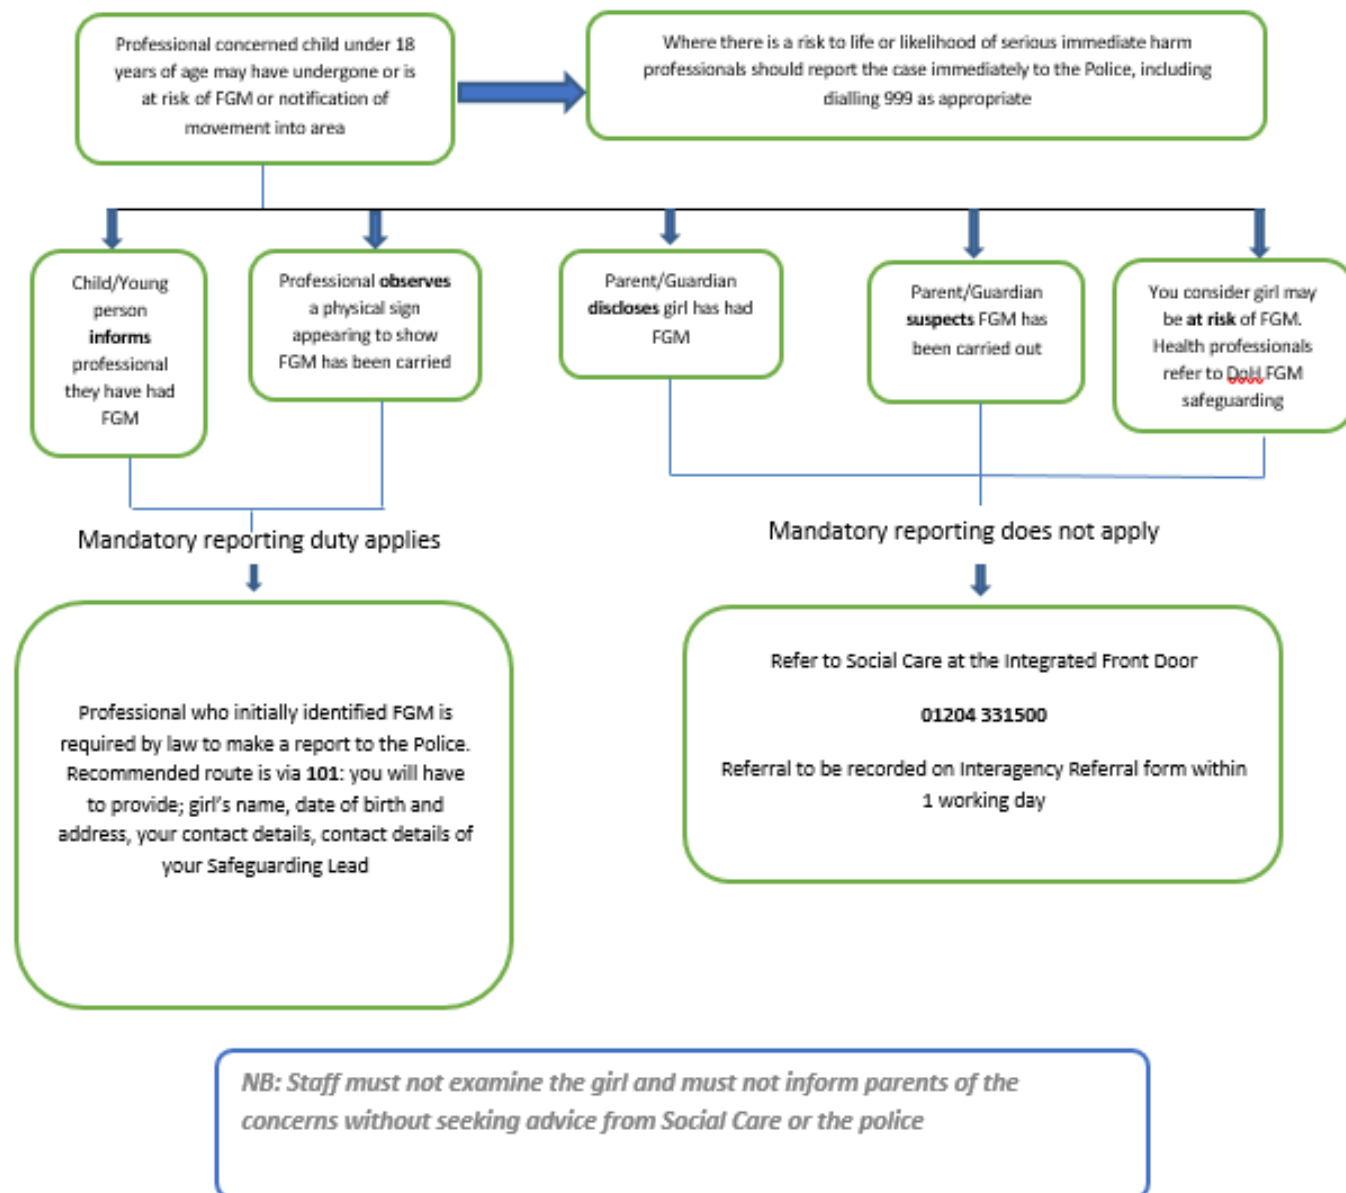 Professional concerned child under 18
years of age may have undergone or is
at risk of FGM or notification of
movement into area
Where there is a risk to life or likelihood of serious immediate harm
professionals should report the case immediately to the Police, including
dialling 999 as appropriate
Child/Young
person
informs
professional
they have had
FGM
Professional observes
a physical sign
appearing to show
FGM has been carried
Parent/Guardian
discloses girl has had
FGM
Parent/Guardian
suspects FGM has
been carried out
You consider girl may
be at risk of FGM.
Health professionals
refer to DoH FGM
safeguarding
Mandatory reporting duty applies
Mandatory reporting does not apply
Professional who initially identified FGM is
required by law to make a report to the Police.
Recommended route is via 101: you will have
to provide; girl's name, date of birth and
address, your contact details, contact details of
your Safeguarding Lead
Refer to Social Care at the Integrated Front Door
01204 331500
Referral to be recorded on Interagency Referral form within
1 working day
NB: Staff must not examine the girl and must not inform parents of the
concerns without seeking advice from Social Care or the police